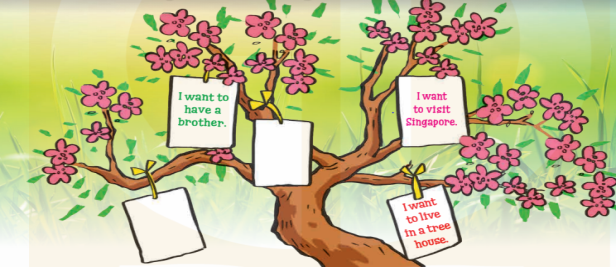 I want to
have a
brother.
I want
to visit
Singapore.
I want
to live
in a tree
house.